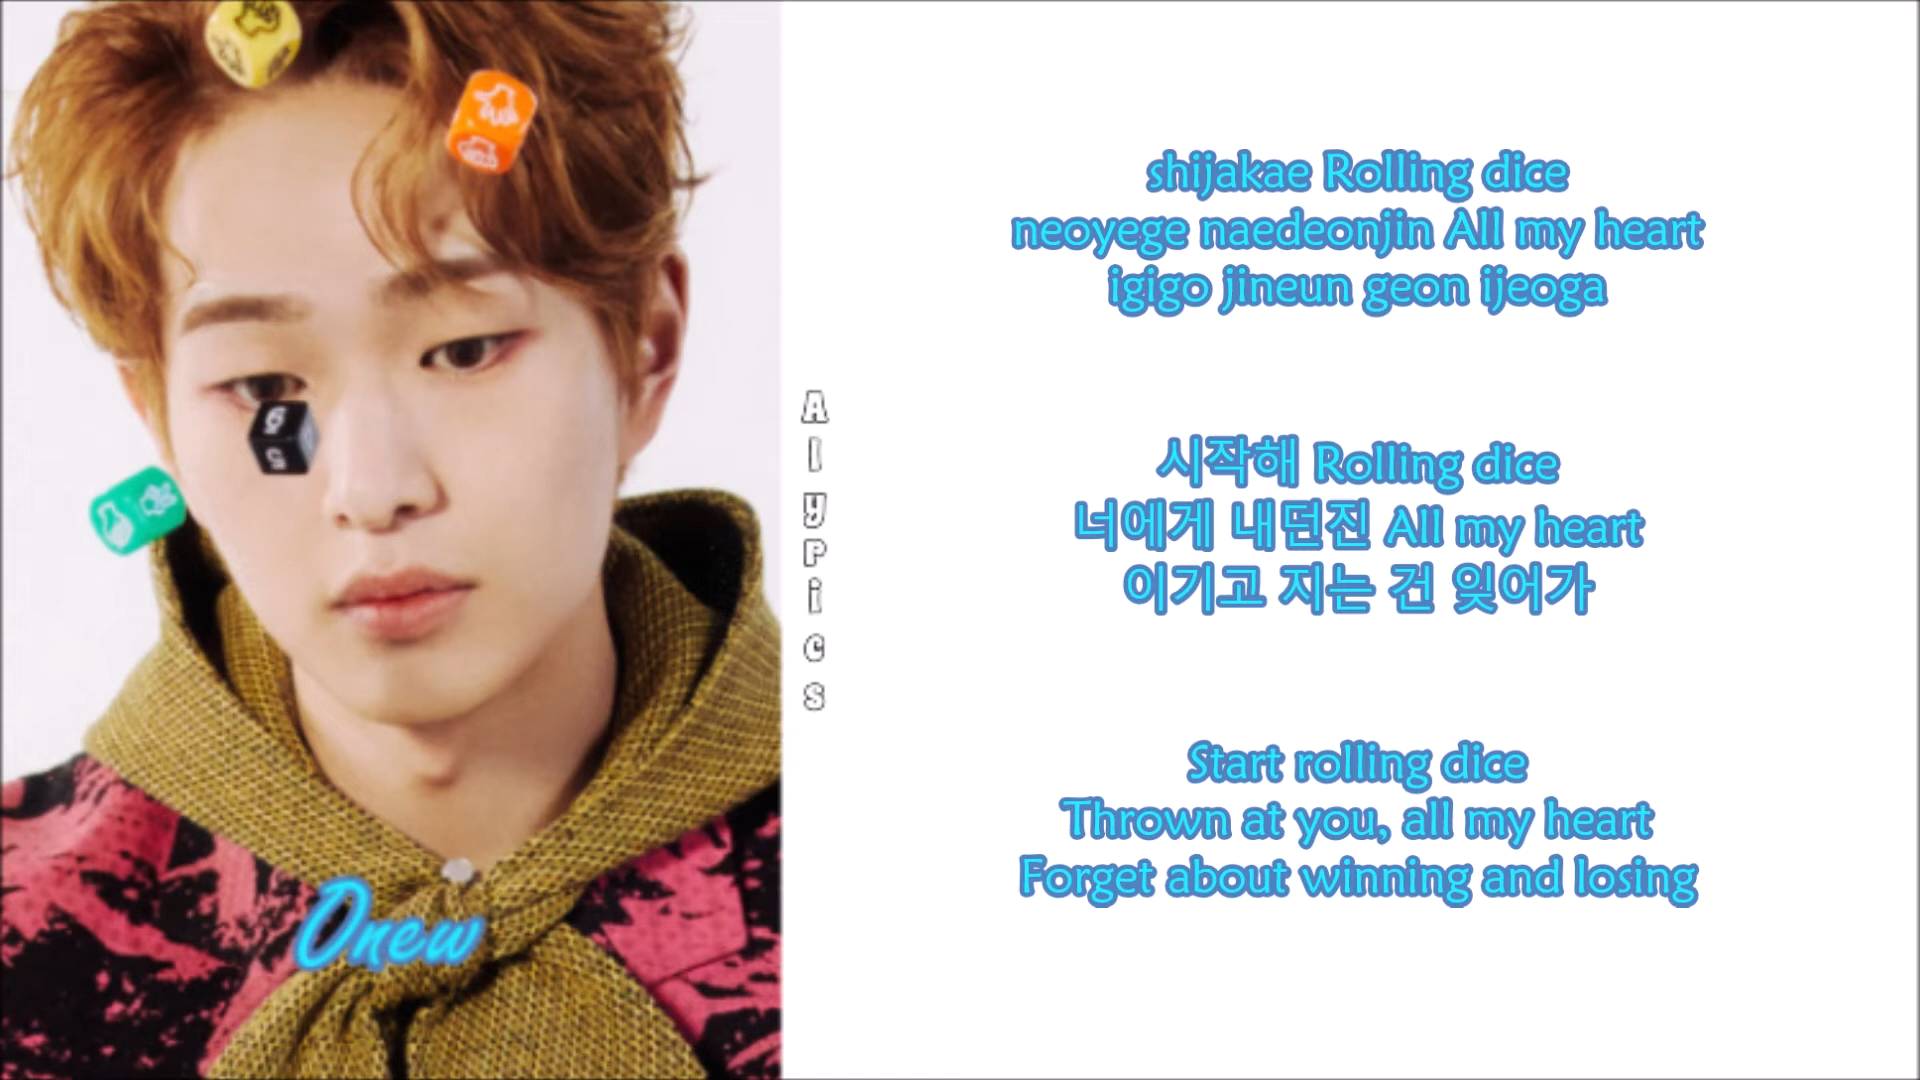 shijakae Rolling dice
neoyege naedeonjin All my heart
igigo jineun geon ijeoga
시작해 Rolling dice
너에게 내던진 All my heart
이기고 지는 건 잊어가
Start rolling dice
Thrown at you, all my heart
Forget about winning and losing
AlyPics
Onew